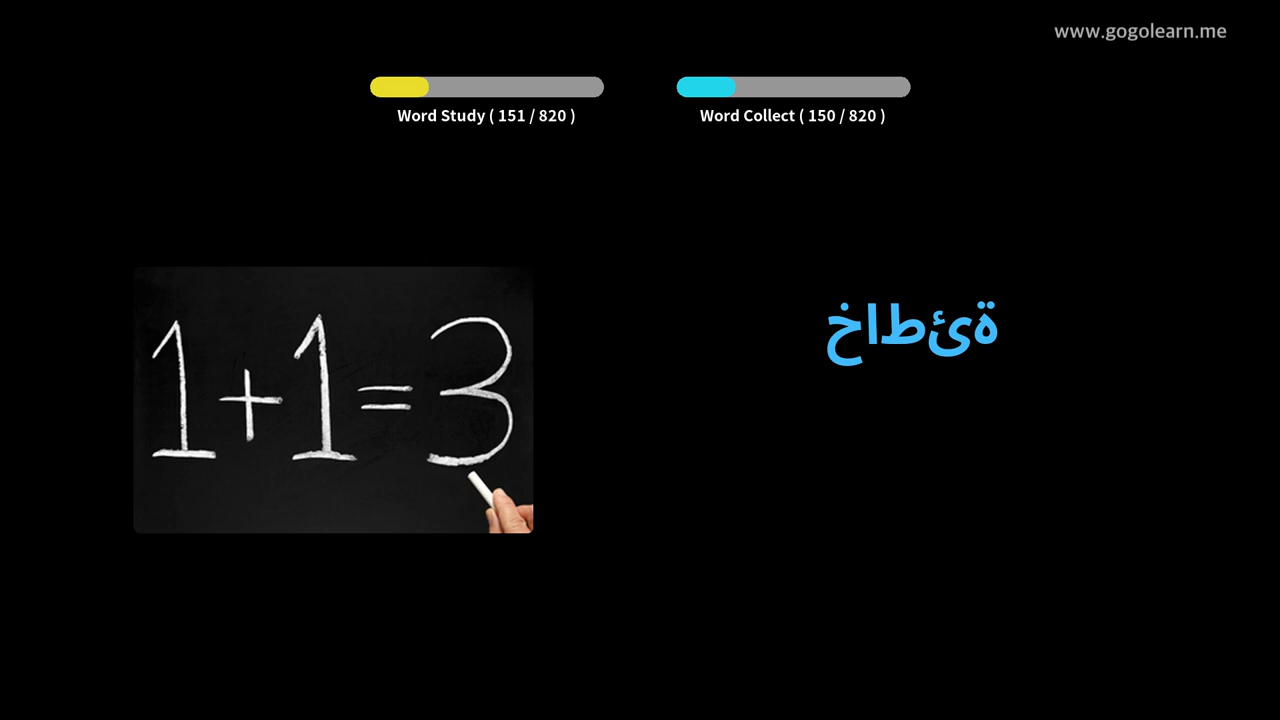 www.gogolearn.me
Word Study ( 151 / 820 )
Word Collect ( 150 / 820 )
1+1=3
خاطئة